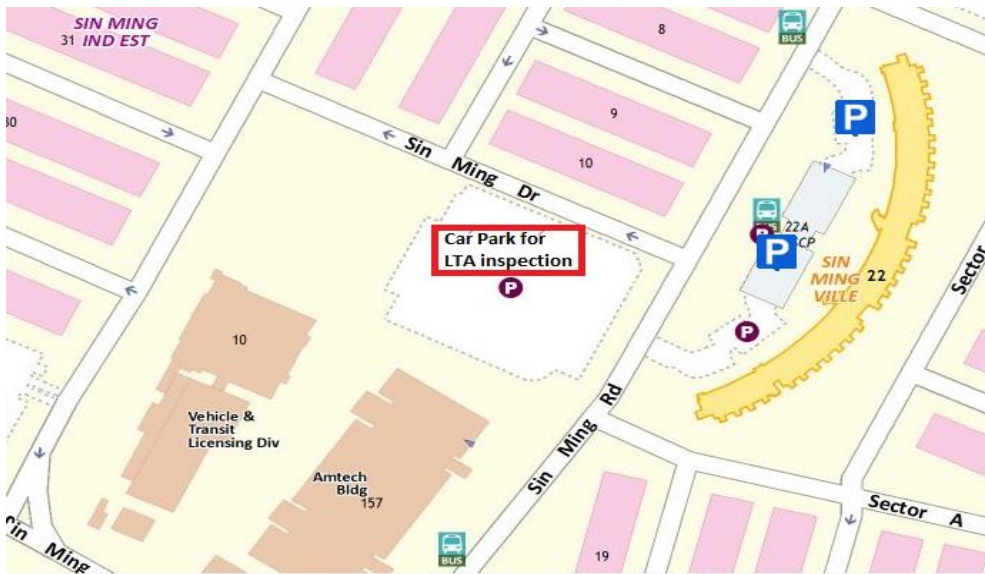 SIN MING
IND EST
31
8
BUS
30
9
10
P
Sin Ming Dr
Car Park for
LTA inspection
P
22A
SCP
P
SIN
MING
VILLE
22
P
Sector
10
Vehicle &
Transit
Licensing Div
Amtech
Bldg
157
Sin Ming Rd
Sector A
BUS
19
Sin Ming